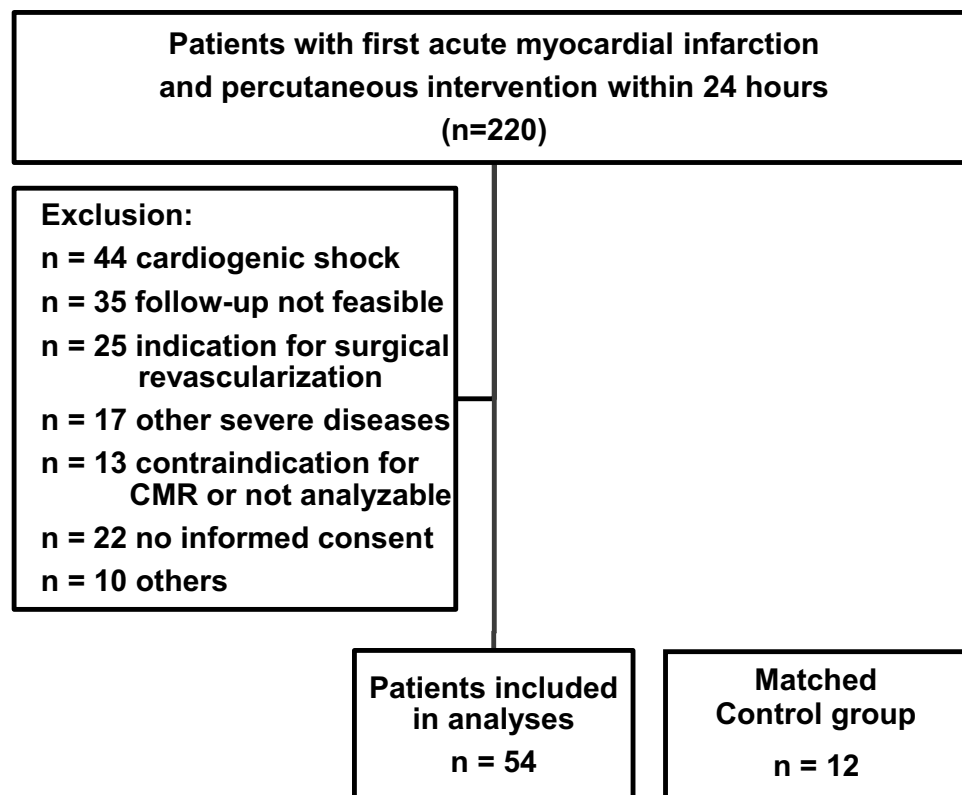 Patients with first acute myocardial infarction
and percutaneous intervention within 24 hours
(n=220)
Exclusion:
n = 44 cardiogenic shock
n = 35 follow-up not feasible
n = 25 indication for surgical
revascularization
n = 17 other severe diseases
n = 13 contraindication for
CMR or not analyzable
n = 22 no informed consent
n = 10 others
Patients included
in analyses
n = 54
Matched
Control group
n = 12